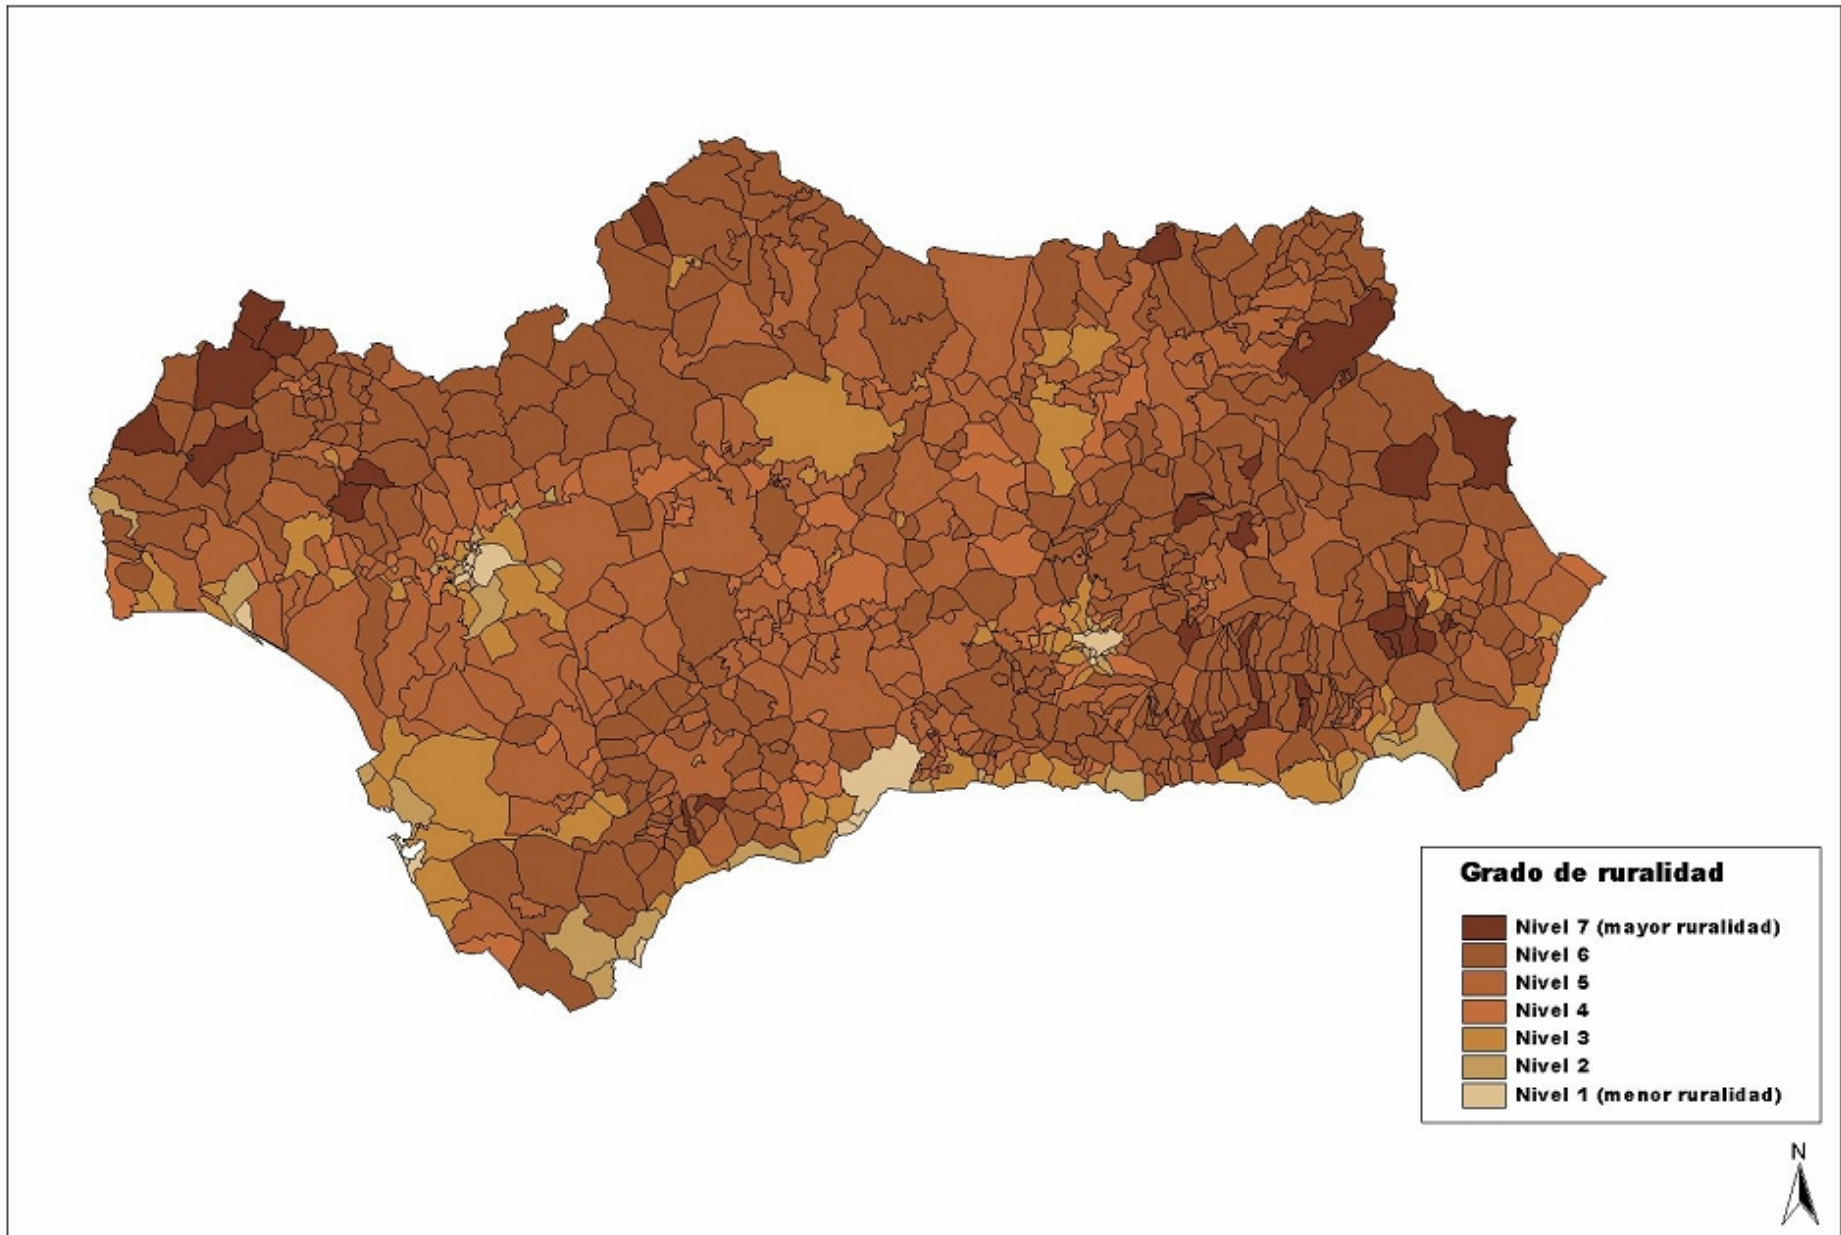 Grado de ruralidad
Nivel 7 (mayor ruralidad)
Nivel 6
Nivel 5
Nivel 4
Nivel 3
Nivel 2
Nivel 1 (menor ruralidad)
N